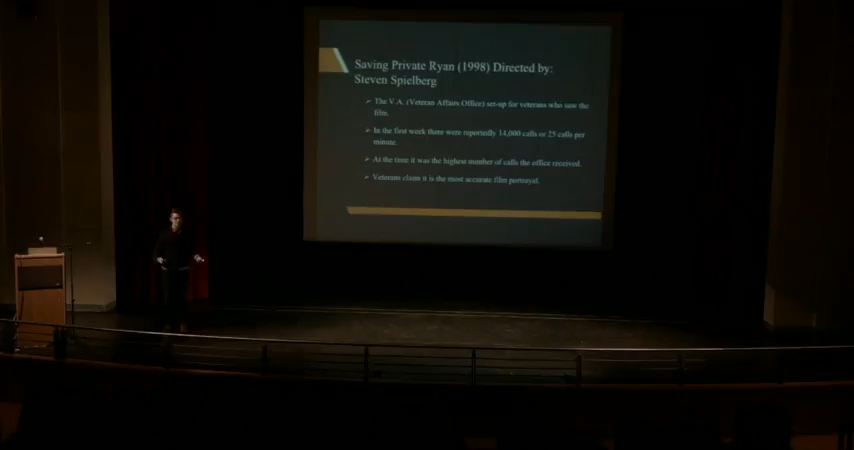 Saving Private Ryan (1998) Directed by:
Steven Spielberg
The V.A. (Veteran Affairs Office) set-up for veterans who saw the
film.
In the first week there were reportedly 14,000 calls or 25 calls per
minute.
At the time it was the highest number of calls the office received.
Veterans claim it is the most accurate film portrayal.